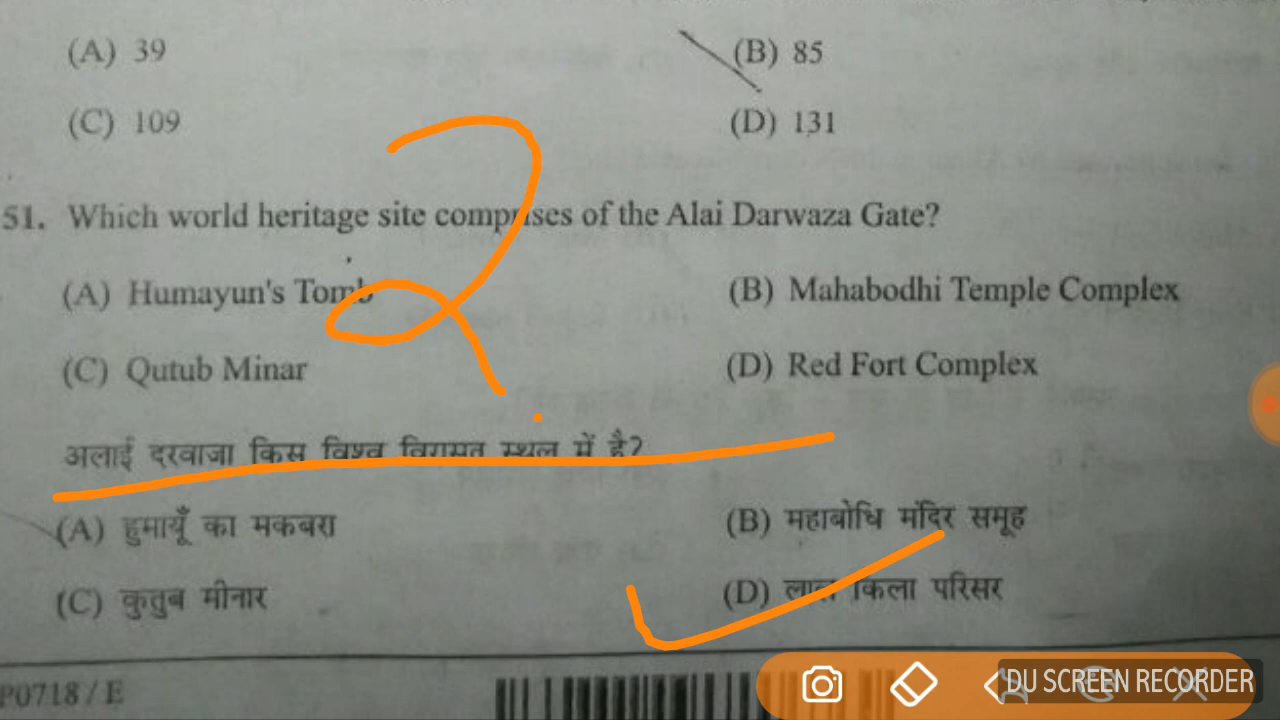 (A) 39 (B) 85
(C) 109 (D) 131
51. Which world heritage site comprises of the Alai Darwaza Gate?
(A) Humayun's Tomb (B) Mahabodhi Temple Complex
(C) Qutub Minar (D) Red Fort Complex
अलाई दरवाजा किस विश्व विरासत स्थल में है?
(A) हुमायूँ का मकबरा (B) महाबोधि मंदिर समूह
(C) कुतुब मीनार (D) लाल किला परिसर
P0718 / E
DU SCREEN RECORDER